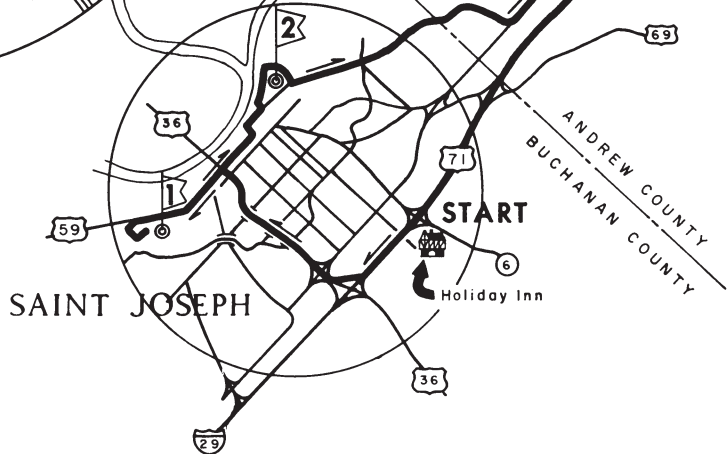 2
69
36
ANDREW COUNTY
BUCHANAN COUNTY
71
1
START
59
6
SAINT JOSEPH
Holiday Inn
36
29